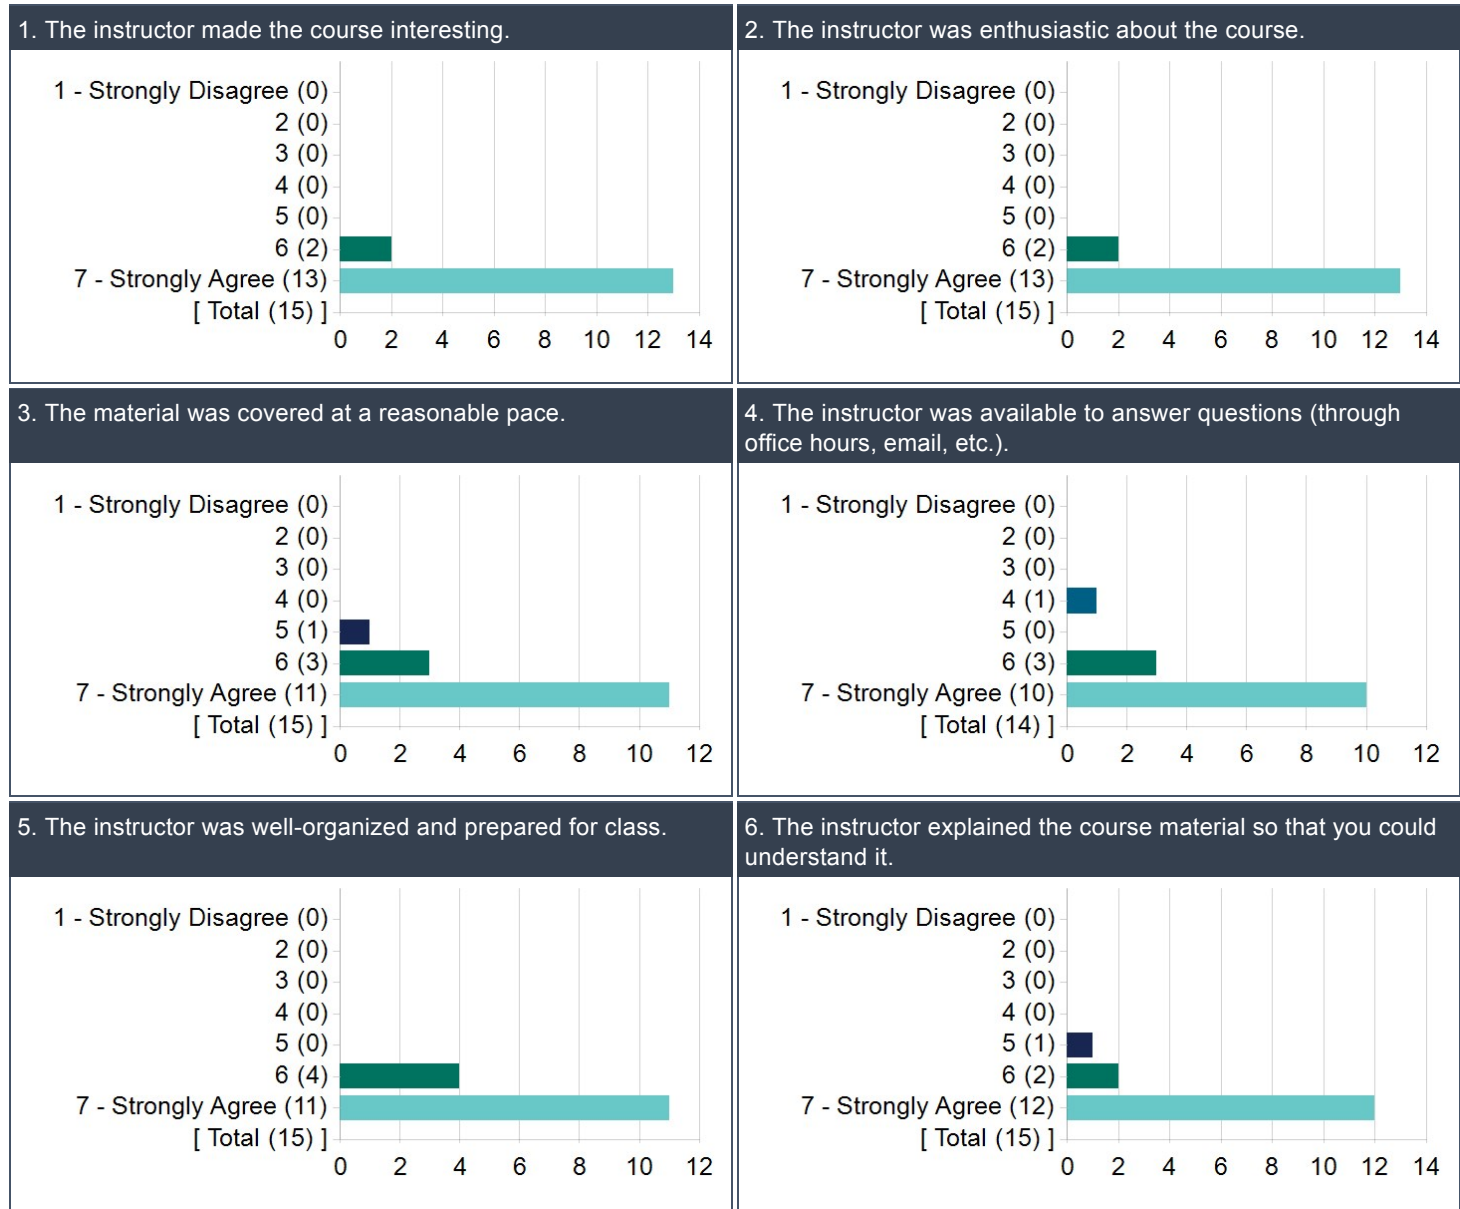 1. The instructor made the course interesting.
1 - Strongly Disagree (0)
2 (0)
3 (0)
4 (0)
5 (0)
6 (2)
7 - Strongly Agree (13)
[ Total (15) ]
0 2 4 6 8 10 12 14
2. The instructor was enthusiastic about the course.
1 - Strongly Disagree (0)
2 (0)
3 (0)
4 (0)
5 (0)
6 (2)
7 - Strongly Agree (13)
[ Total (15) ]
0 2 4 6 8 10 12 14
3. The material was covered at a reasonable pace.
1 - Strongly Disagree (0)
2 (0)
3 (0)
4 (0)
5 (1)
6 (3)
7 - Strongly Agree (11)
[ Total (15) ]
0 2 4 6 8 10 12
4. The instructor was available to answer questions (through
office hours, email, etc.).
1 - Strongly Disagree (0)
2 (0)
3 (0)
4 (1)
5 (0)
6 (3)
7 - Strongly Agree (10)
[ Total (14) ]
0 2 4 6 8 10 12
5. The instructor was well-organized and prepared for class.
1 - Strongly Disagree (0)
2 (0)
3 (0)
4 (0)
5 (0)
6 (4)
7 - Strongly Agree (11)
[ Total (15) ]
0 2 4 6 8 10 12
6. The instructor explained the course material so that you could
understand it.
1 - Strongly Disagree (0)
2 (0)
3 (0)
4 (0)
5 (1)
6 (2)
7 - Strongly Agree (12)
[ Total (15) ]
0 2 4 6 8 10 12 14